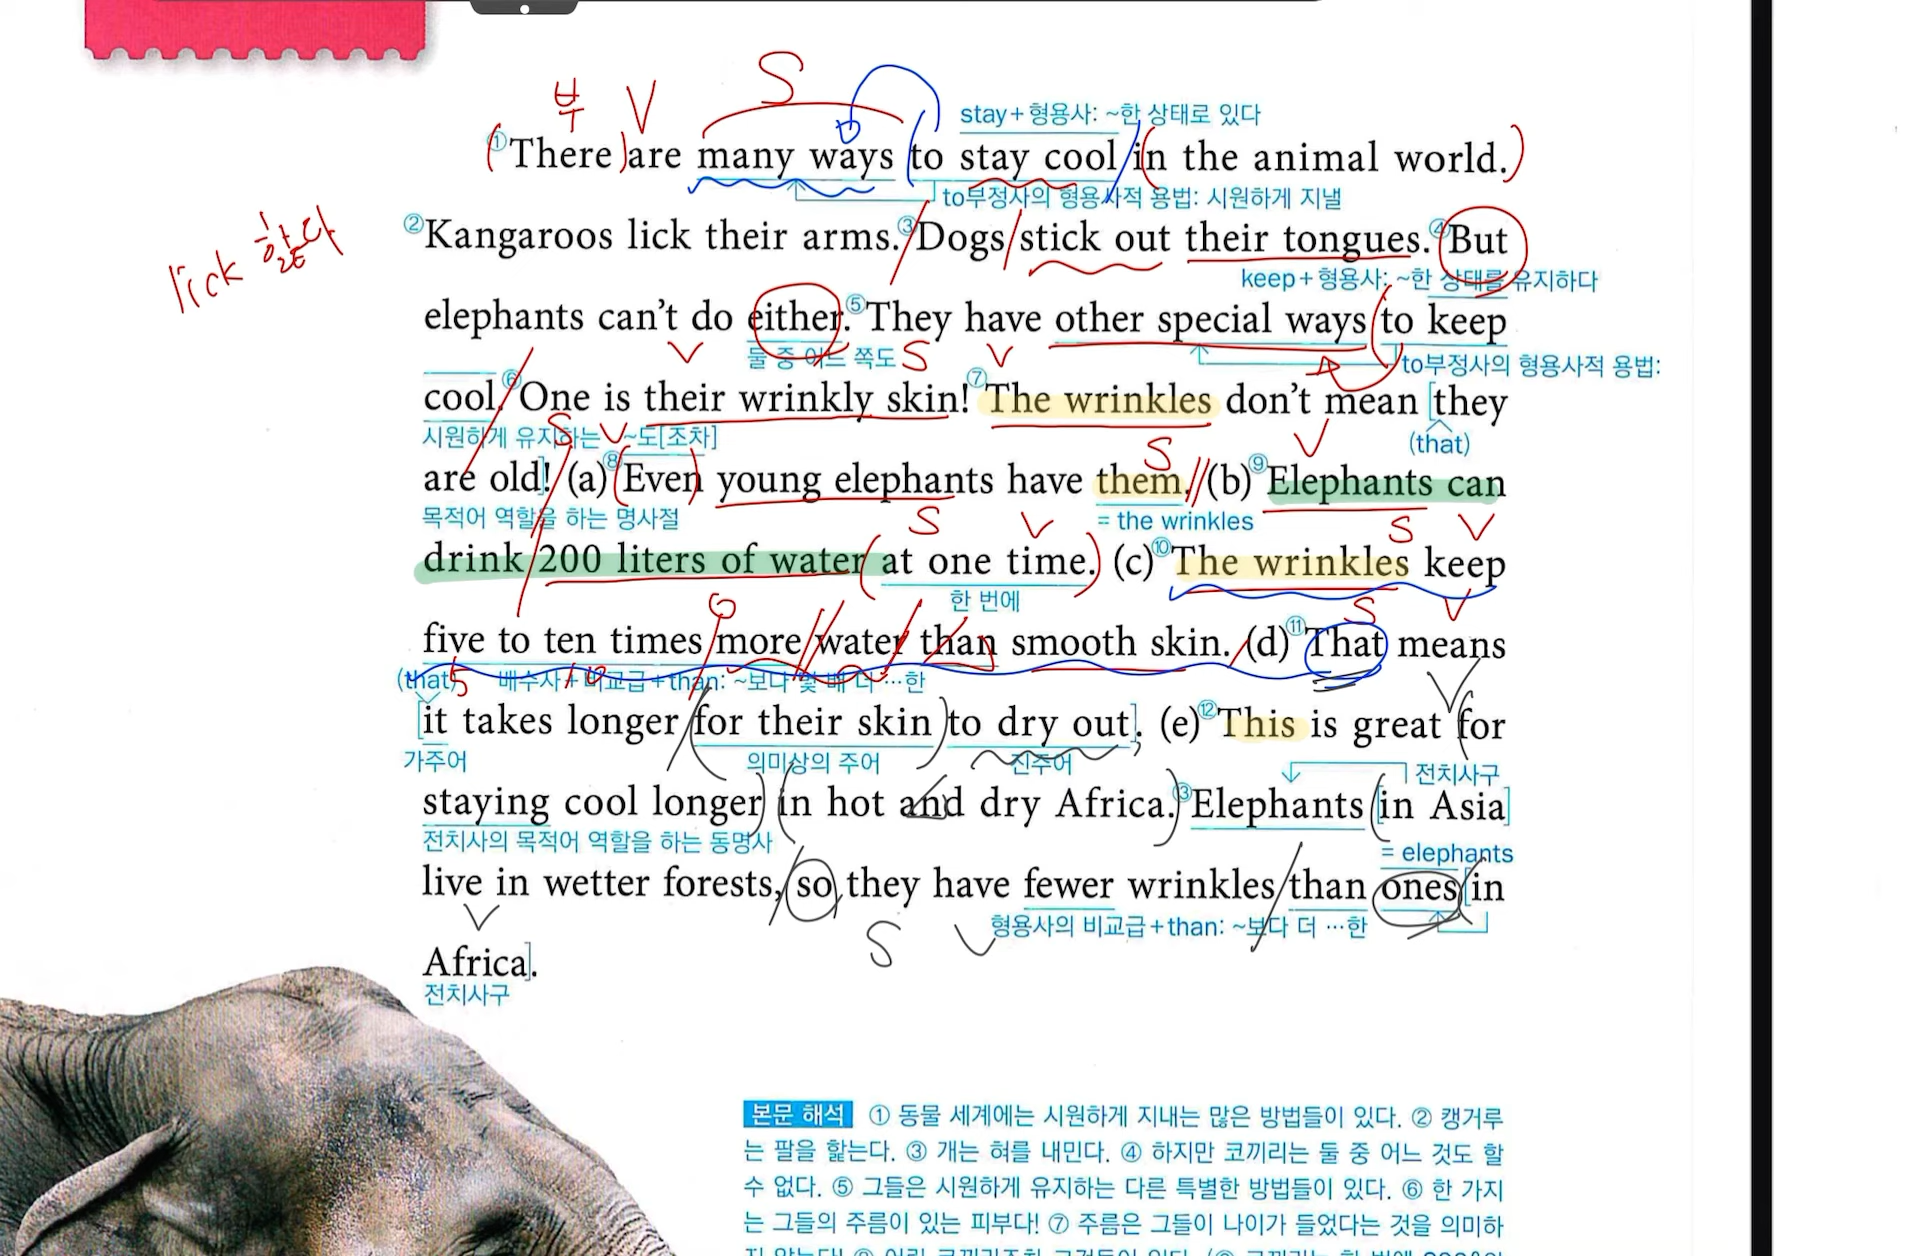 부 V S
stay+형용사: ~한 상태로 있다
①There are many ways to stay cool in the animal world.
to부정사의 형용사적 용법: 시원하게 지낼
lick 핥다
②Kangaroos lick their arms. ③Dogs stick out their tongues. ④But
keep+형용사: ~한 상태를 유지하다
elephants can't do either. ⑤They have other special ways to keep
V 둘 중 어느 쪽도 S V to부정사의 형용사적 용법:
cool. ⑥One is their wrinkly skin! ⑦The wrinkles don't mean [they
시원하게 유지하는 S V ~도[조차] S V (that)
are old]! (a) ⑧Even young elephants have them. (b) ⑨Elephants can
목적어 역할을 하는 명사절 S V = the wrinkles S V
drink 200 liters of water at one time. (c) ⑩The wrinkles keep
한 번에 S V
five to ten times more water than smooth skin. (d) ⑪That means
(that) 5 10 배수사+비교급+than: ~보다 몇 배 더 …한 V
[it takes longer for their skin to dry out]. (e) ⑫This is great for
가주어 의미상의 주어 진주어 전치사구
staying cool longer in hot and dry Africa. ⑬Elephants [in Asia]
전치사의 목적어 역할을 하는 동명사 = elephants
live in wetter forests, so they have fewer wrinkles than ones [in
V S V 형용사의 비교급+than: ~보다 더 …한
Africa].
전치사구
본문 해석 ① 동물 세계에는 시원하게 지내는 많은 방법들이 있다. ② 캥거루
는 팔을 핥는다. ③ 개는 혀를 내민다. ④ 하지만 코끼리는 둘 중 어느 것도 할
수 없다. ⑤ 그들은 시원하게 유지하는 다른 특별한 방법들이 있다. ⑥ 한 가지
는 그들의 주름이 있는 피부다! ⑦ 주름은 그들이 나이가 들었다는 것을 의미하